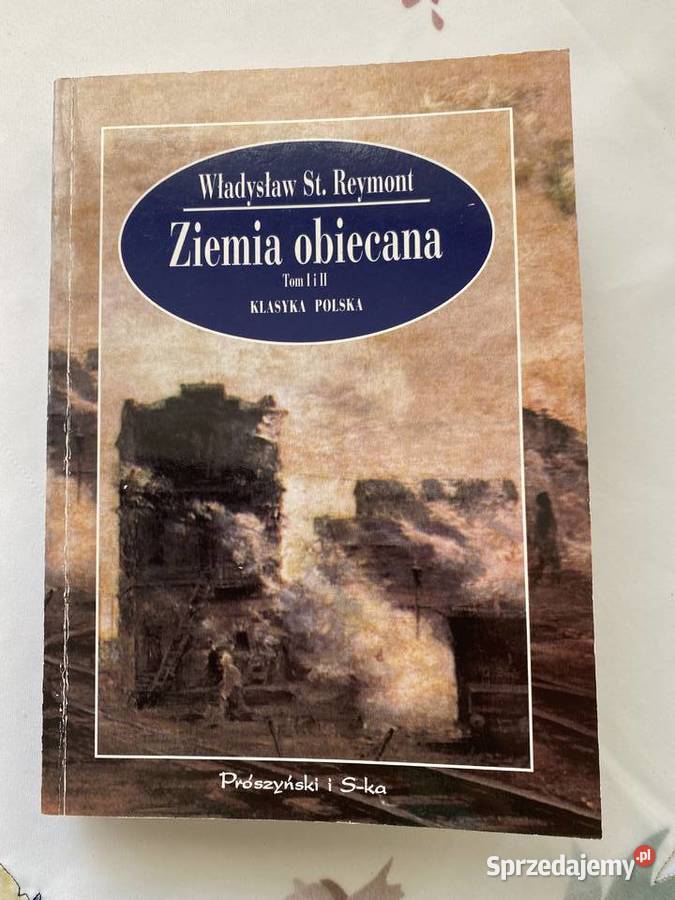 Władysław St. Reymont
Ziemia obiecana
Tom I i II
KLASYKA POLSKA
Prószyński i S-ka
Sprzedajemy.pl